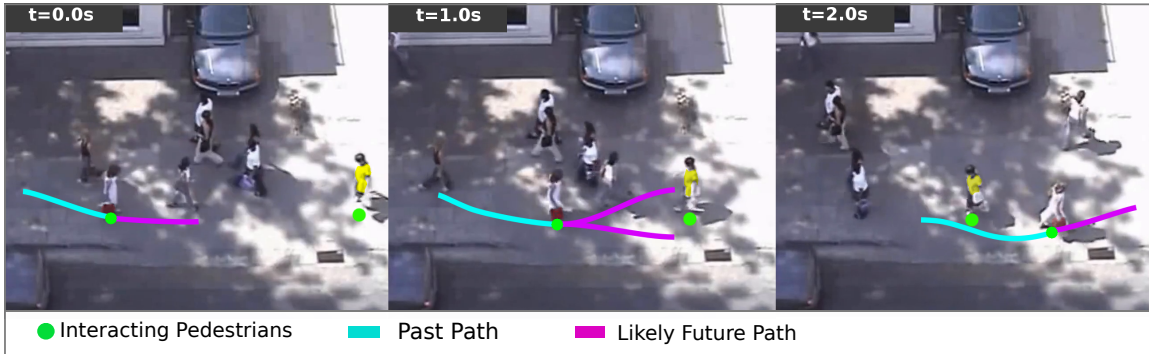 t=0.0s
t=1.0s
t=2.0s
Interacting Pedestrians
Past Path
Likely Future Path